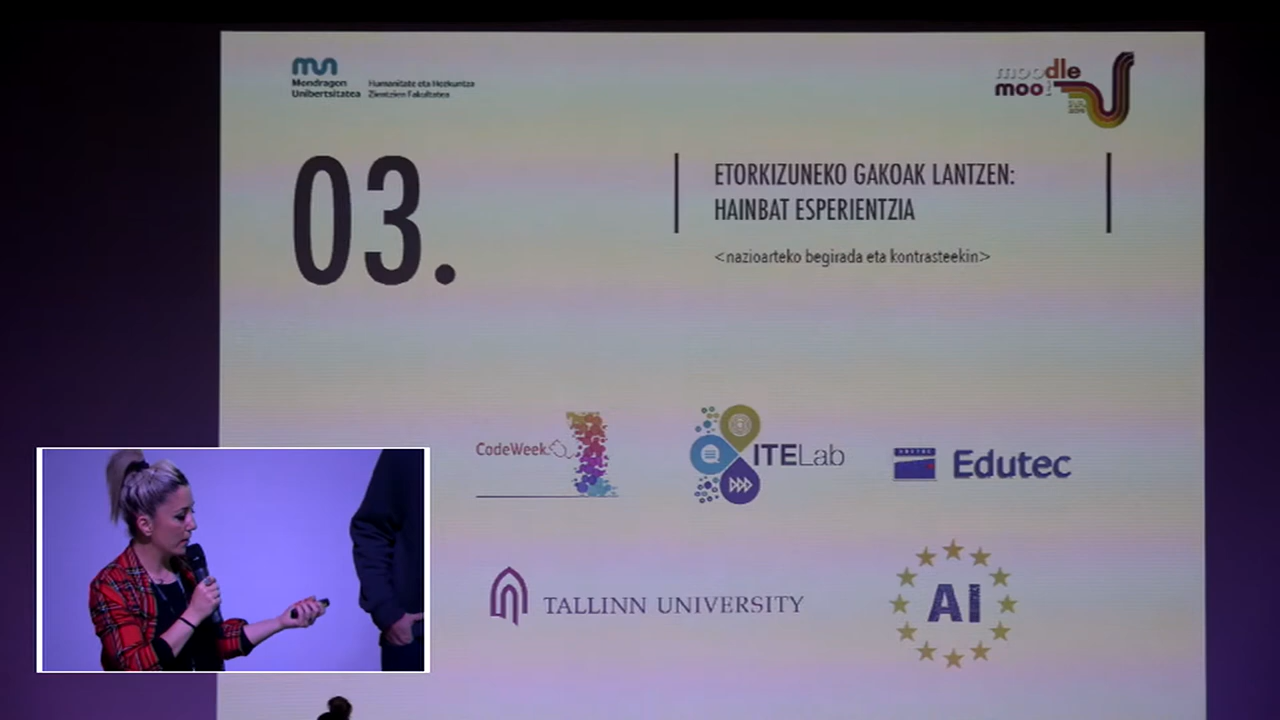 Mondragon
Unibertsitatea
Humanitate eta Hezkuntza
Zientzien Fakultatea
moodle
moo
03.
ETORKIZUNEKO GAKOAK LANTZEN:
HAINBAT ESPERIENTZIA
<nazioarteko begirada eta kontrasteekin>
CodeWeek
ITELab
Edutec
TALLINN UNIVERSITY
AI